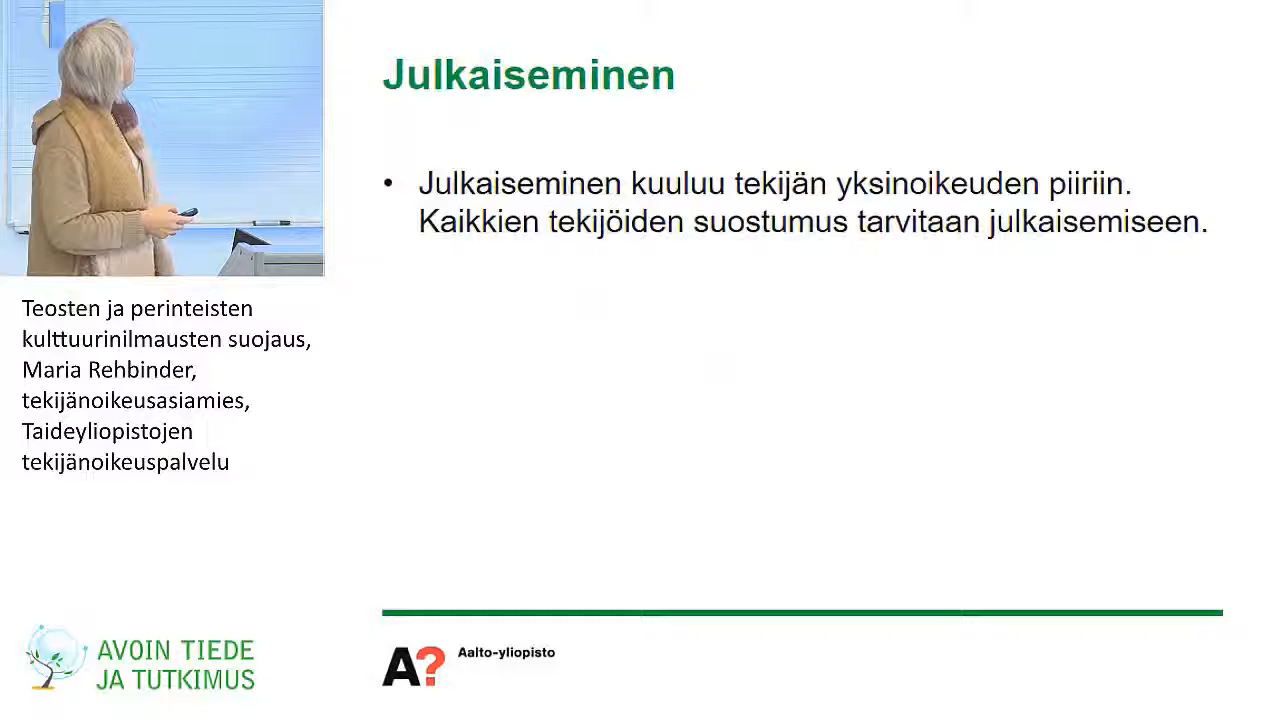 Julkaiseminen
• Julkaiseminen kuuluu tekijän yksinoikeuden piiriin.
Kaikkien tekijöiden suostumus tarvitaan julkaisemiseen.
Teosten ja perinteisten
kulttuurinilmausten suojaus,
Maria Rehbinder,
tekijänoikeusasiamies,
Taideyliopistojen
tekijänoikeuspalvelu
AVOIN TIEDE
JA TUTKIMUS
A? Aalto-yliopisto